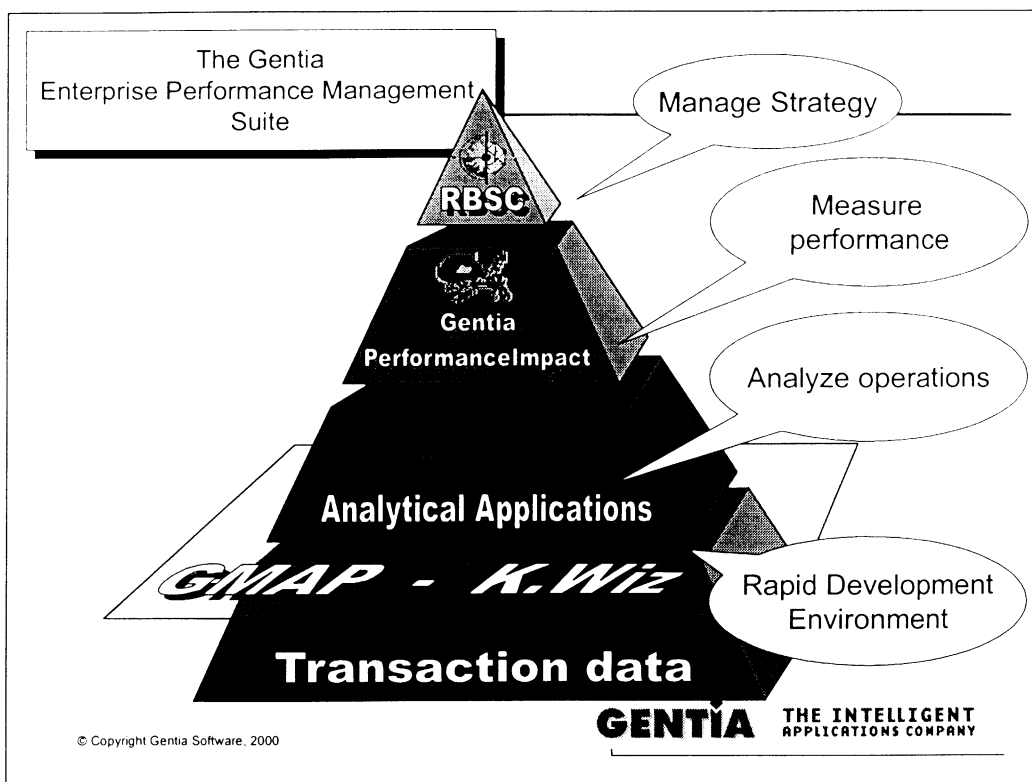 The Gentia
Enterprise Performance Management
Suite
Manage Strategy
RBSC
Measure
performance
Gentia
PerformanceImpact
Analyze operations
Analytical Applications
GMAP - K.Wiz
Rapid Development
Environment
Transaction data
GENTIA
THE INTELLIGENT
APPLICATIONS COMPANY
© Copyright Gentia Software, 2000